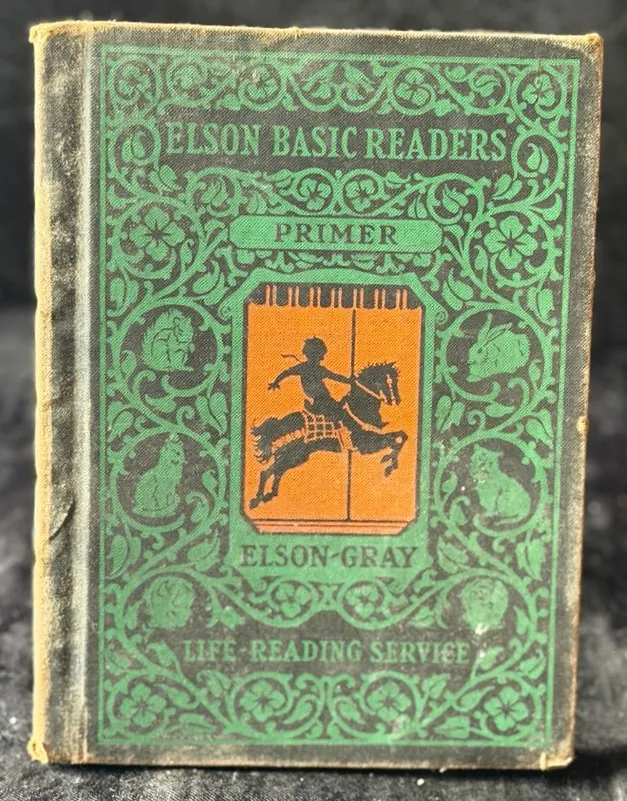 ELSON BASIC READERS
PRIMER
ELSON-GRAY
LIFE-READING SERVICE